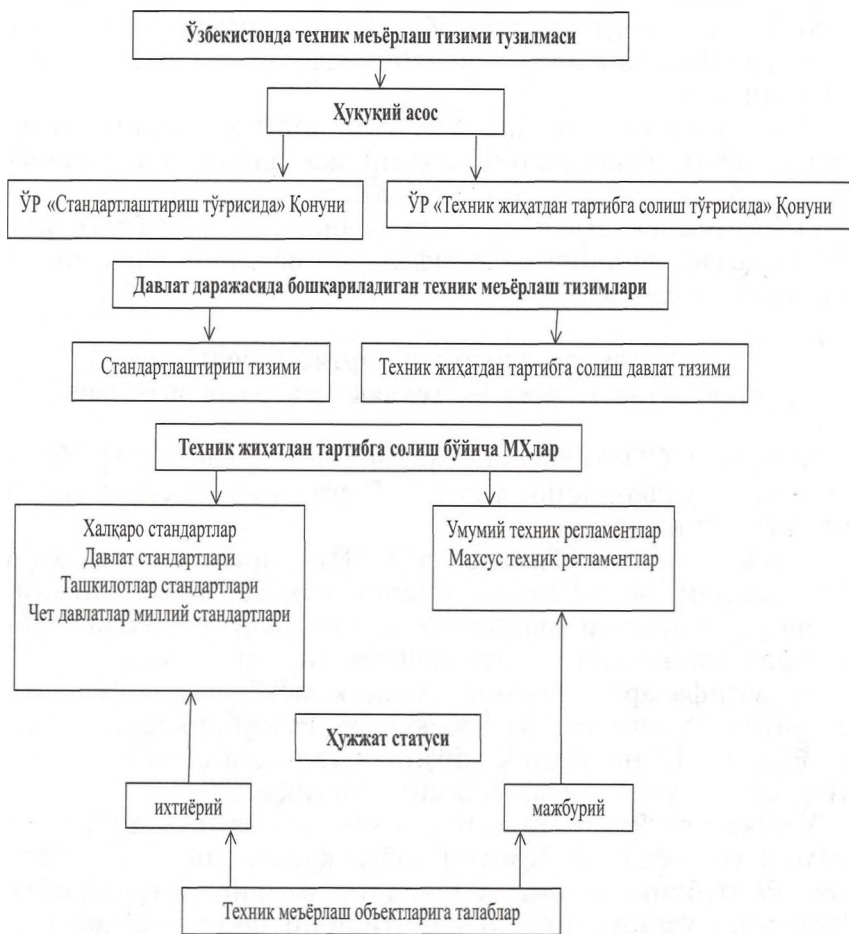 Ўзбекистонда техник меъёрлаш тизими тузилмаси
Ҳуқуқий асос
ЎР «Стандартлаштириш тўғрисида» Қонуни
ЎР «Техник жиҳатдан тартибга солиш тўғрисида» Қонуни
Давлат даражасида бошқариладиган техник меъёрлаш тизимлари
Стандартлаштириш тизими
Техник жиҳатдан тартибга солиш давлат тизими
Техник жиҳатдан тартибга солиш бўйича МҲлар
Халқаро стандартлар
Давлат стандартлари
Ташкилотлар стандартлари
Чет давлатлар миллий стандартлари
Умумий техник регламентлар
Махсус техник регламентлар
Ҳужжат статуси
ихтиёрий
мажбурий
Техник меъёрлаш объектларига талаблар